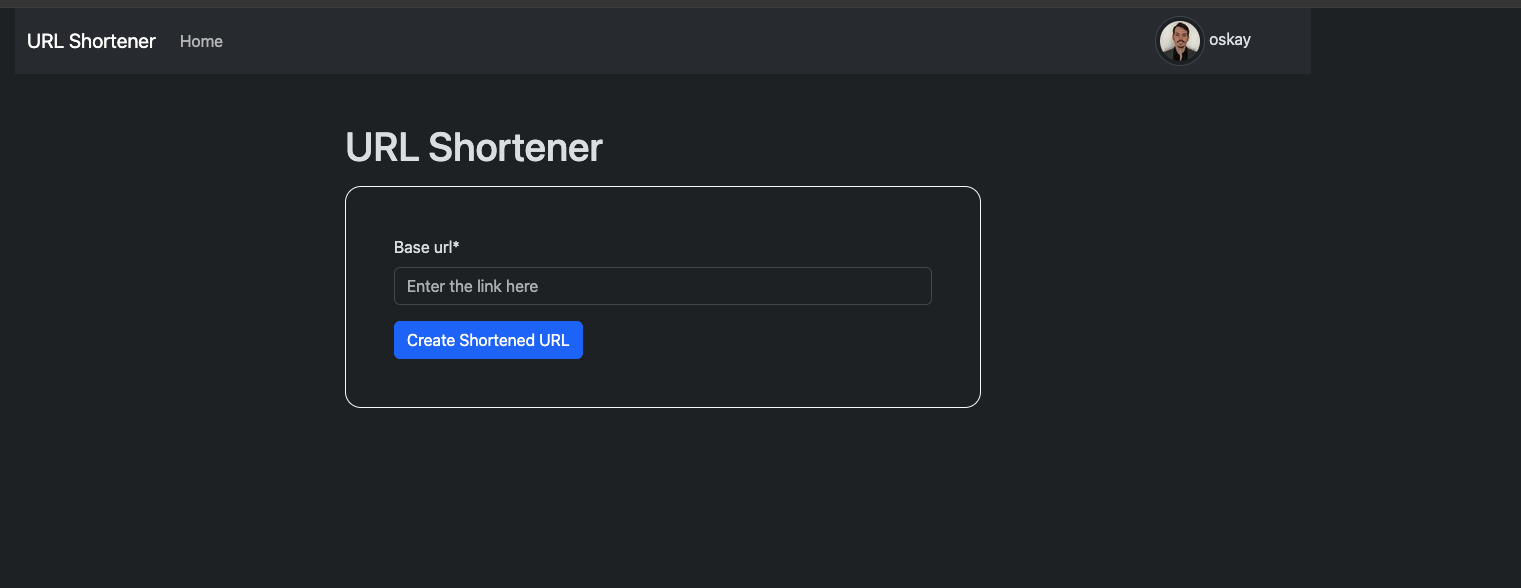 URL Shortener Home oskay
URL Shortener
Base url*
Enter the link here
Create Shortened URL